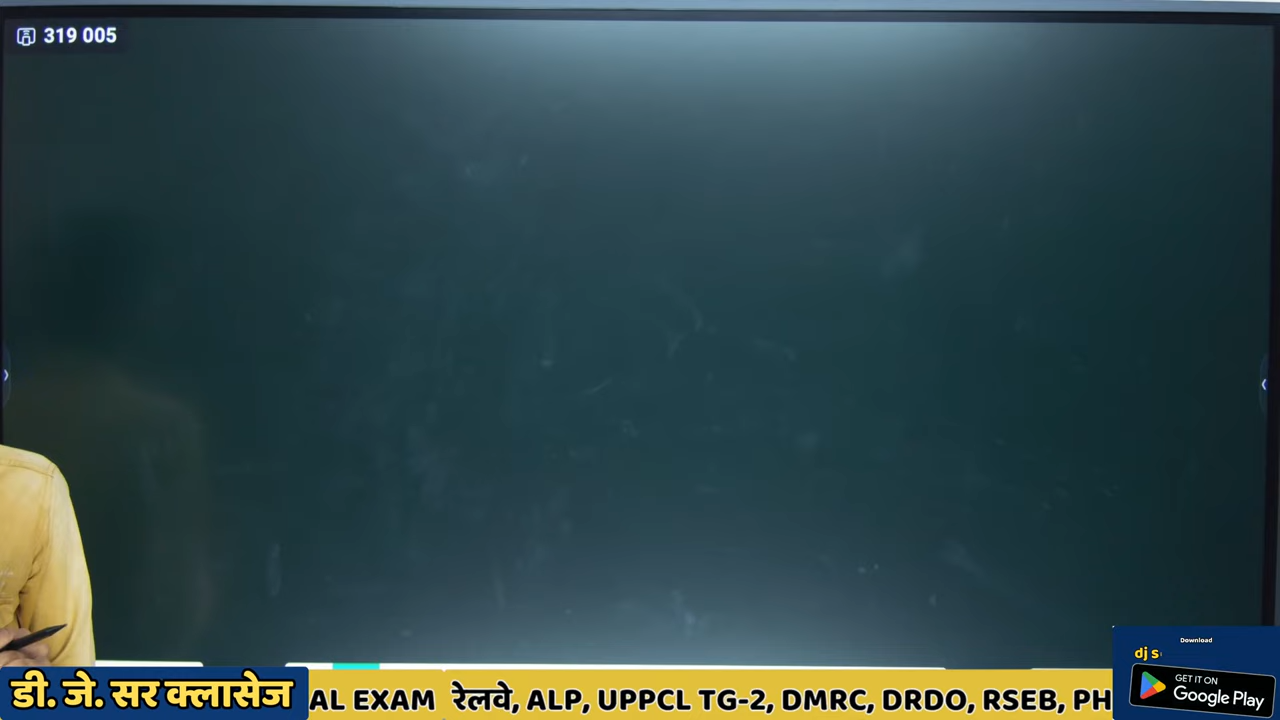 319 005
Download
dj s
GET IT ON
Google Play
डी. जे. सर क्लासेज
AL EXAM रेलवे, ALP, UPPCL TG-2, DMRC, DRDO, RSEB, PH